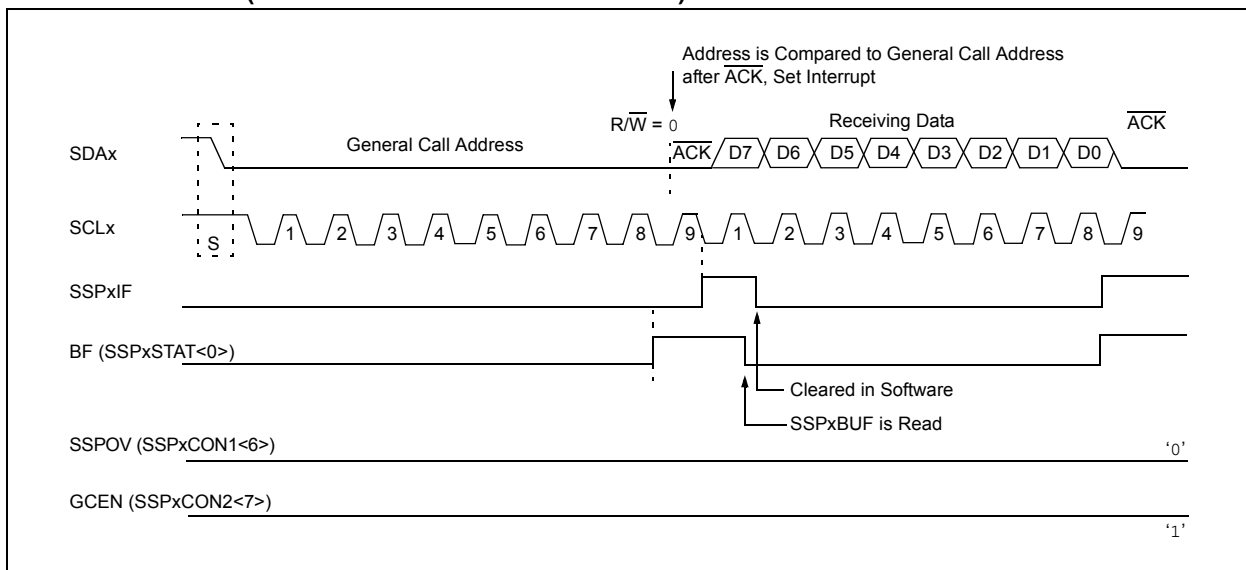 Address is Compared to General Call Address
after ACK, Set Interrupt
R/W = 0
Receiving Data
ACK
SDAx
General Call Address
ACK D7 D6 D5 D4 D3 D2 D1 D0
SCLx
S
1 2 3 4 5 6 7 8 9 1 2 3 4 5 6 7 8 9
SSPxIF
BF (SSPxSTAT<0>)
Cleared in Software
SSPxBUF is Read
SSPOV (SSPxCON1<6>)
‘0’
GCEN (SSPxCON2<7>)
‘1’